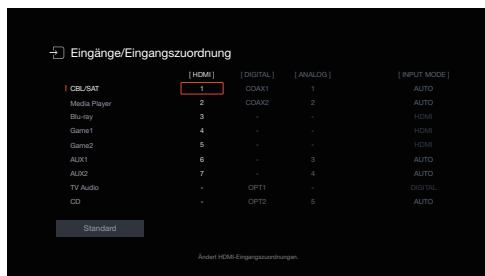 Eingänge/Eingangszuordnung
[ HDMI ] [ DIGITAL ] [ ANALOG ] [ INPUT MODE ]
CBL/SAT 1 COAX1 1 AUTO
Media Player 2 COAX2 2 AUTO
Blu-ray 3 - - HDMI
Game1 4 - - HDMI
Game2 5 - - HDMI
AUX1 6 - 3 AUTO
AUX2 7 - 4 AUTO
TV Audio - OPT1 - DIGITAL
CD - OPT2 5 AUTO
Standard
Ändert HDMI-Eingangszuordnungen.